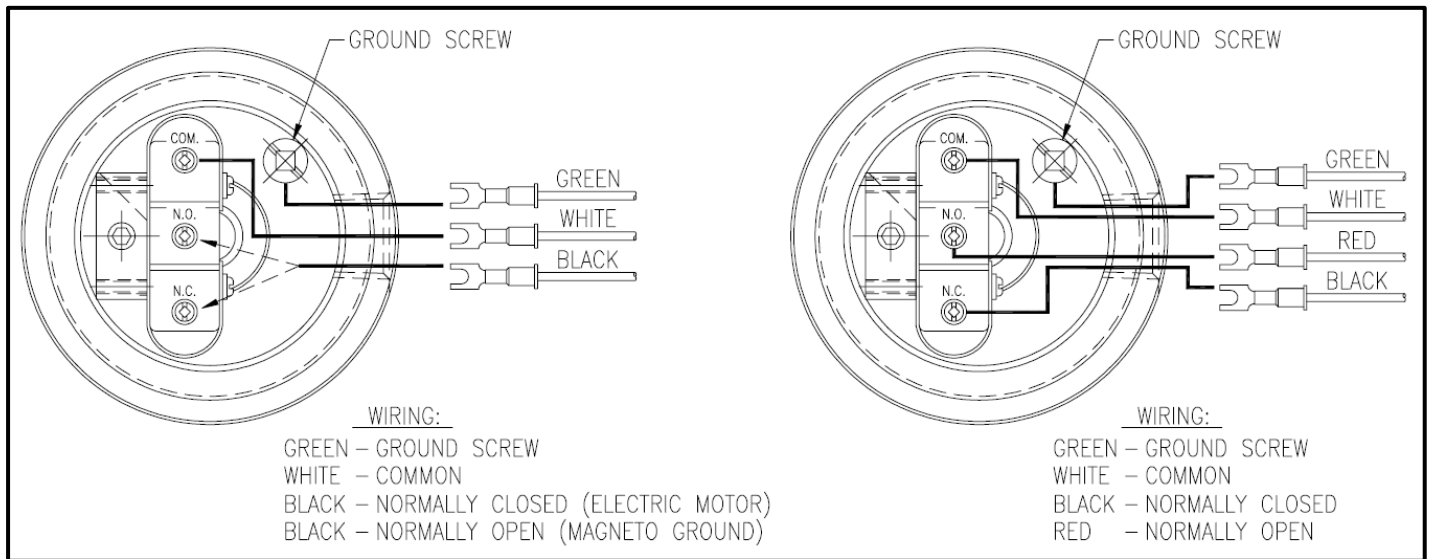 GROUND SCREW
COM.
N.O.
N.C.
GREEN
WHITE
BLACK
WIRING:
GREEN – GROUND SCREW
WHITE – COMMON
BLACK – NORMALLY CLOSED (ELECTRIC MOTOR)
BLACK – NORMALLY OPEN (MAGNETO GROUND)
GROUND SCREW
COM.
N.O.
N.C.
GREEN
WHITE
RED
BLACK
WIRING:
GREEN – GROUND SCREW
WHITE – COMMON
BLACK – NORMALLY CLOSED
RED – NORMALLY OPEN